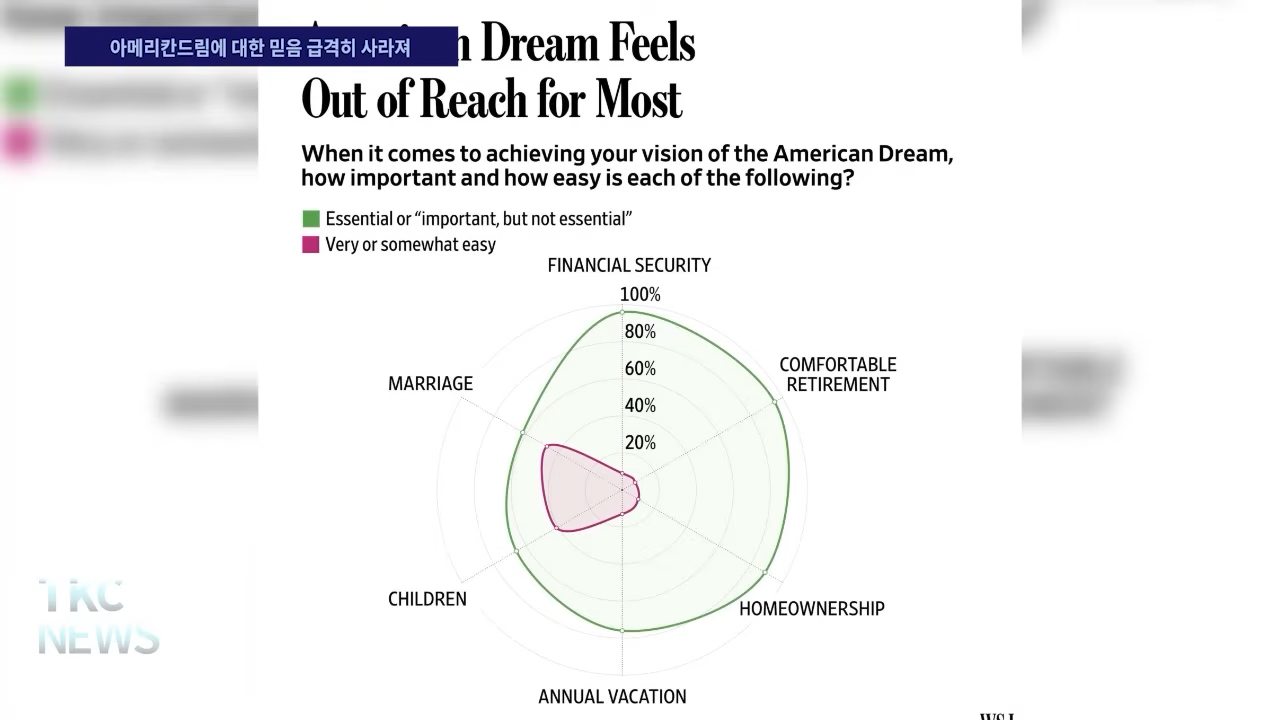 아메리칸드림에 대한 믿음 급격히 사라져
Dream Feels
Out of Reach for Most
When it comes to achieving your vision of the American Dream,
how important and how easy is each of the following?
Essential or “important, but not essential”
Very or somewhat easy
FINANCIAL SECURITY
100%
80%
60%
40%
20%
COMFORTABLE
RETIREMENT
MARRIAGE
CHILDREN
HOMEOWNERSHIP
ANNUAL VACATION
TKC
NEWS